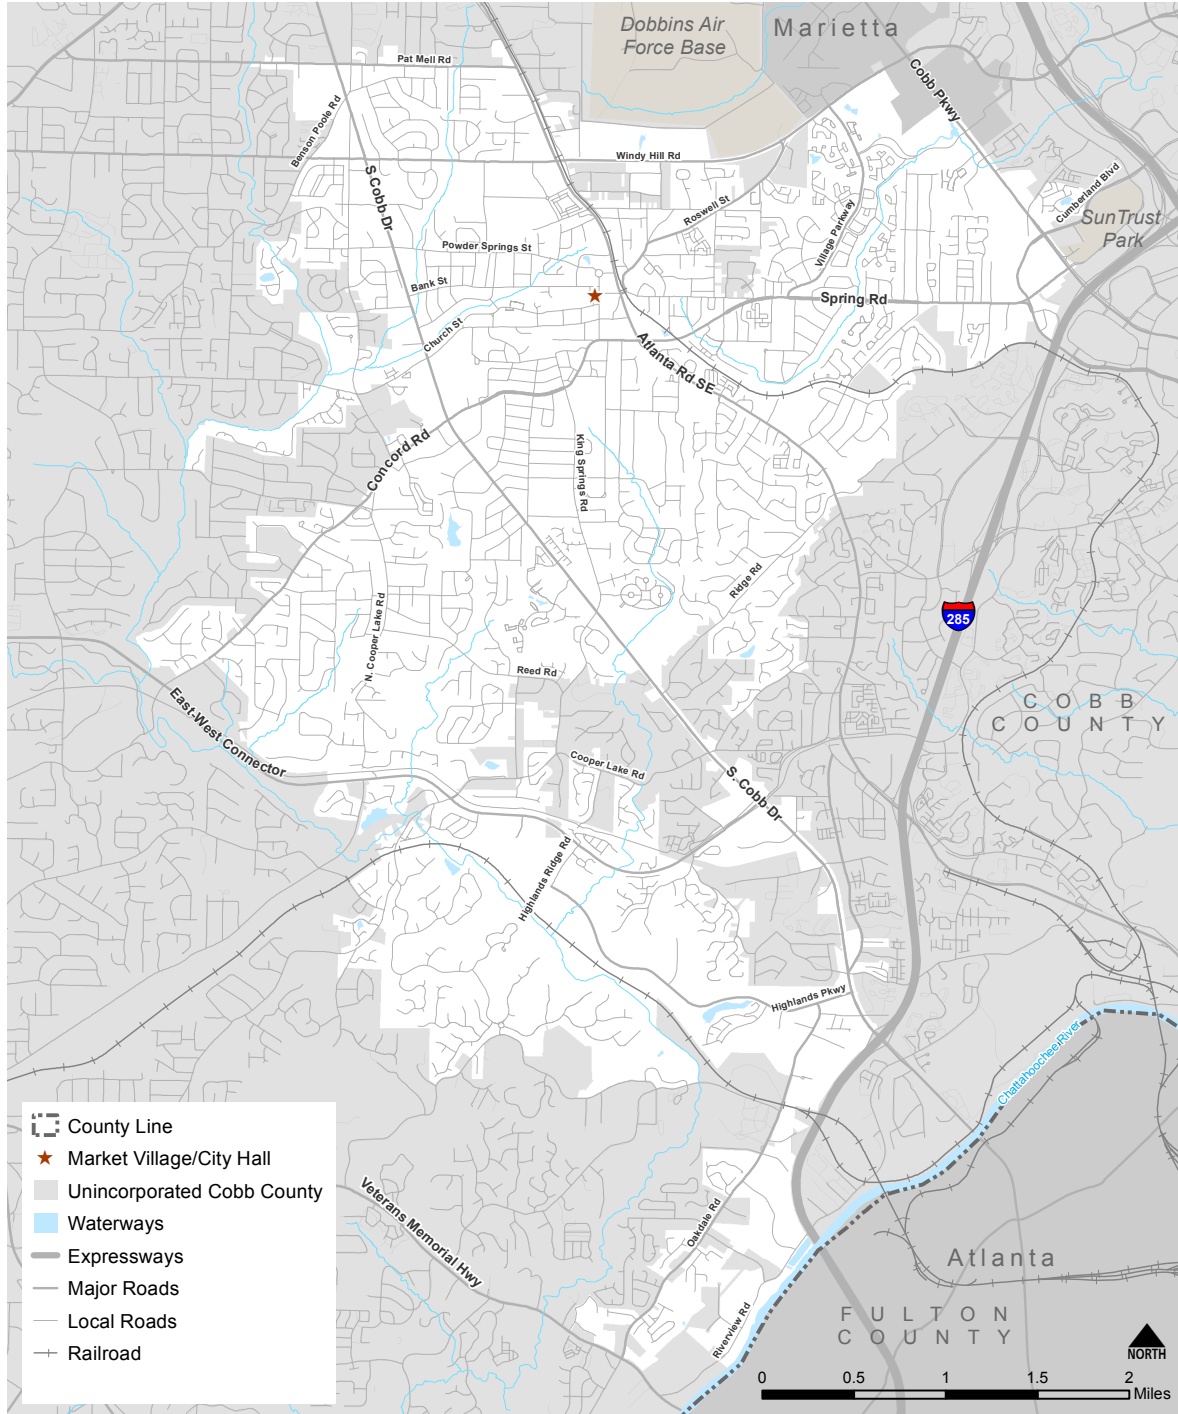 Dobbins Air
Force Base
Marietta
Pat Mell Rd
Cobb Pkwy
Benson Poole Rd
Windy Hill Rd
S Cobb Dr
Cumberland Blvd
Roswell St
SunTrust
Park
Village Parkway
Powder Springs St
Bank St
Spring Rd
Church St
Atlanta Rd SE
Concord Rd
King Springs Rd
Ridge Rd
285
N. Cooper Lake Rd
Reed Rd
COBB
COUNTY
East-West Connector
Cooper Lake Rd
S. Cobb Dr
Highlands Ridge Rd
Highlands Pkwy
Chattahoochee River
County Line
Market Village/City Hall
Unincorporated Cobb County
Waterways
Expressways
Major Roads
Local Roads
Railroad
Veterans Memorial Hwy
Oakdale Rd
Riverview Rd
Atlanta
FULTON
COUNTY
NORTH
0 0.5 1 1.5 2
Miles